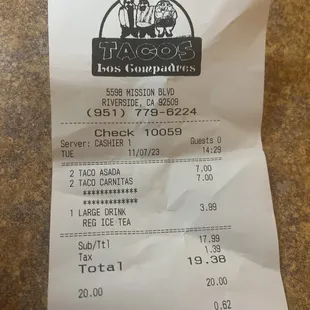 TACOS
Los Compadres
5598 MISSION BLVD
RIVERSIDE, CA 92509
(951) 779-6224
Check 10059
Server: CASHIER 1 Guests 0
TUE 11/07/23 14:29
2 TACO ASADA 7.00
2 TACO CARNITAS 7.00
*************
*************
1 LARGE DRINK 3.99
REG ICE TEA
Sub/Ttl 17.99
Tax 1.39
Total 19.38
20.00 20.00
0.62